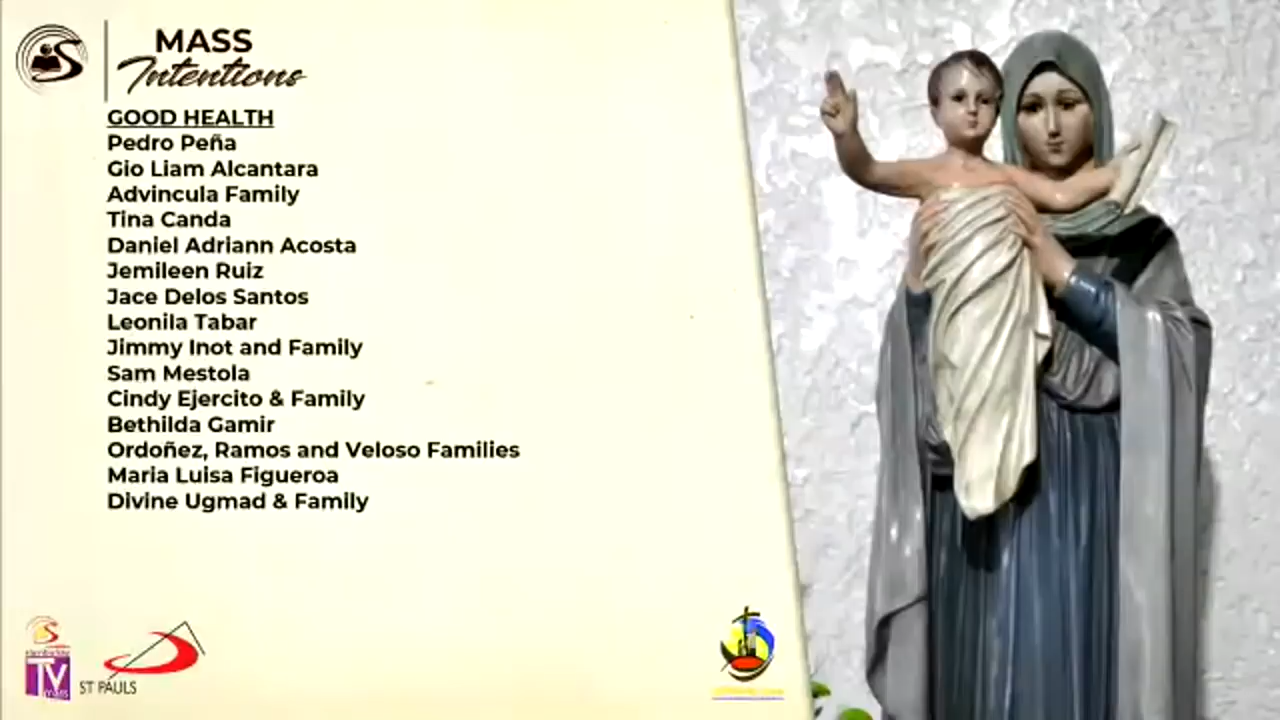 MASS
Intentions
GOOD HEALTH
Pedro Peña
Gio Liam Alcantara
Advincula Family
Tina Canda
Daniel Adriann Acosta
Jemileen Ruiz
Jace Delos Santos
Leonila Tabar
Jimmy Inot and Family
Sam Mestola
Cindy Ejercito & Family
Bethilda Gamir
Ordoñez, Ramos and Veloso Families
Maria Luisa Figueroa
Divine Ugmad & Family
TV
mass
ST PAULS